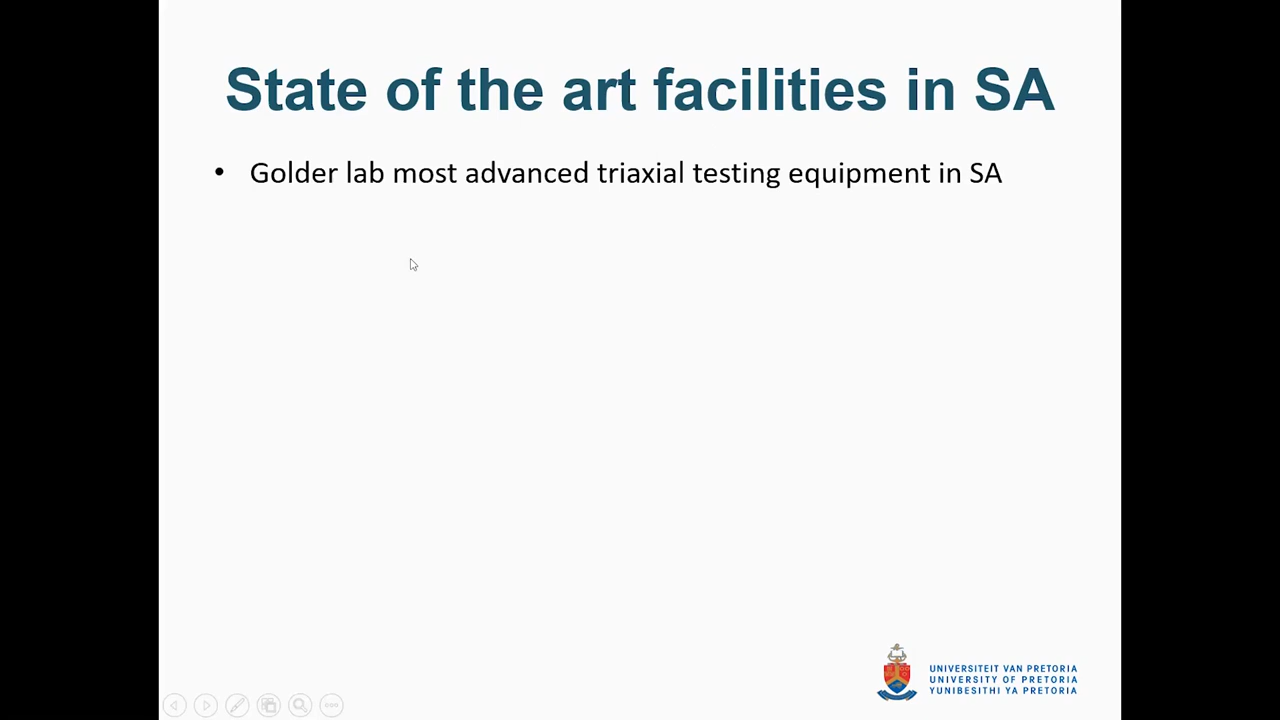 State of the art facilities in SA
• Golder lab most advanced triaxial testing equipment in SA
UNIVERSITEIT VAN PRETORIA
UNIVERSITY OF PRETORIA
YUNIBESITHI YA PRETORIA